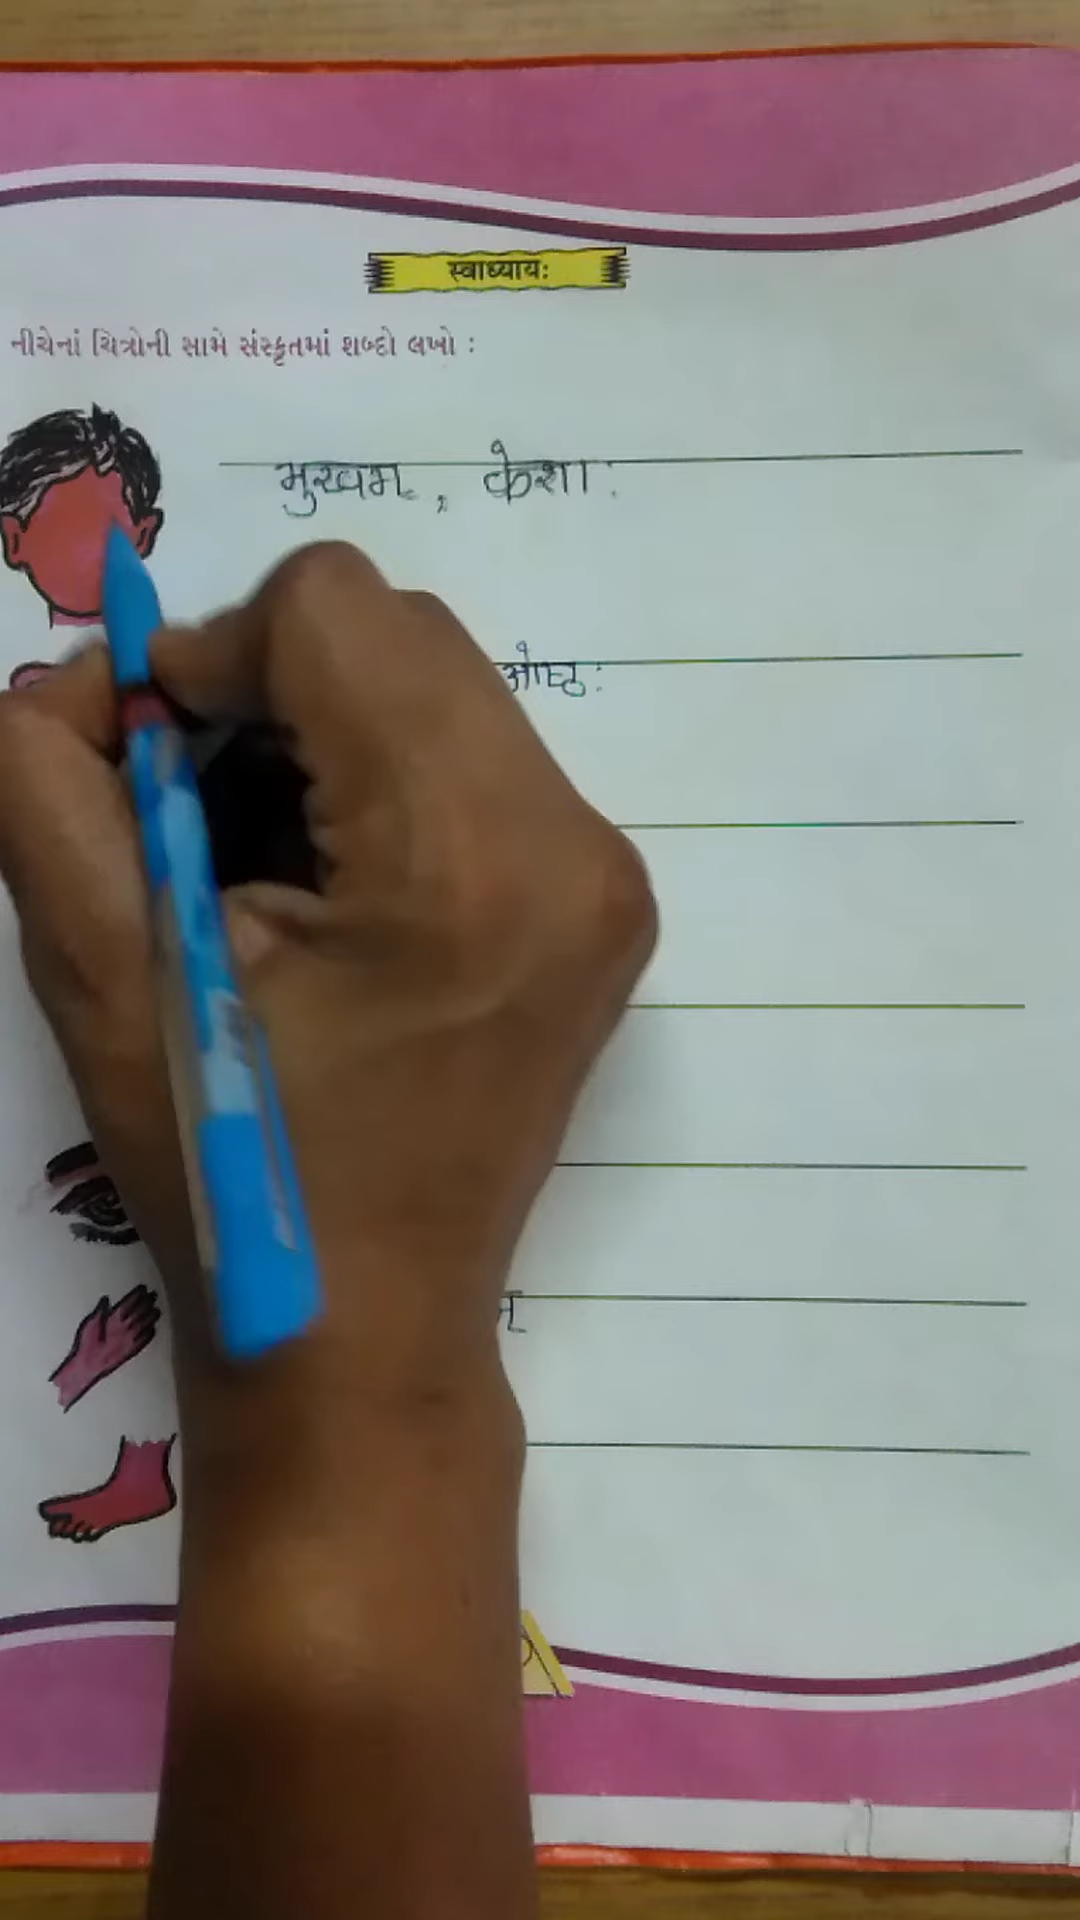 स्वाध्यायः
નીચેનાં ચિત્રોની સામે સંસ્કૃતમાં શબ્દો લખો :
मुखम् , केशाः
ओष्ठः